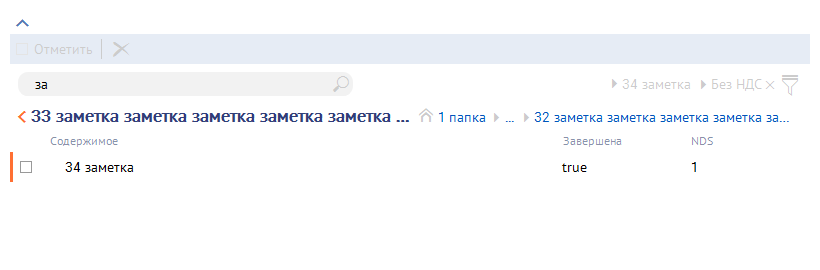 Отметить
за
34 заметка Без НДС
33 заметка заметка заметка заметка заметка ... 1 папка ... 32 заметка заметка заметка заметка за...
Содержимое Завершена NDS
34 заметка true 1